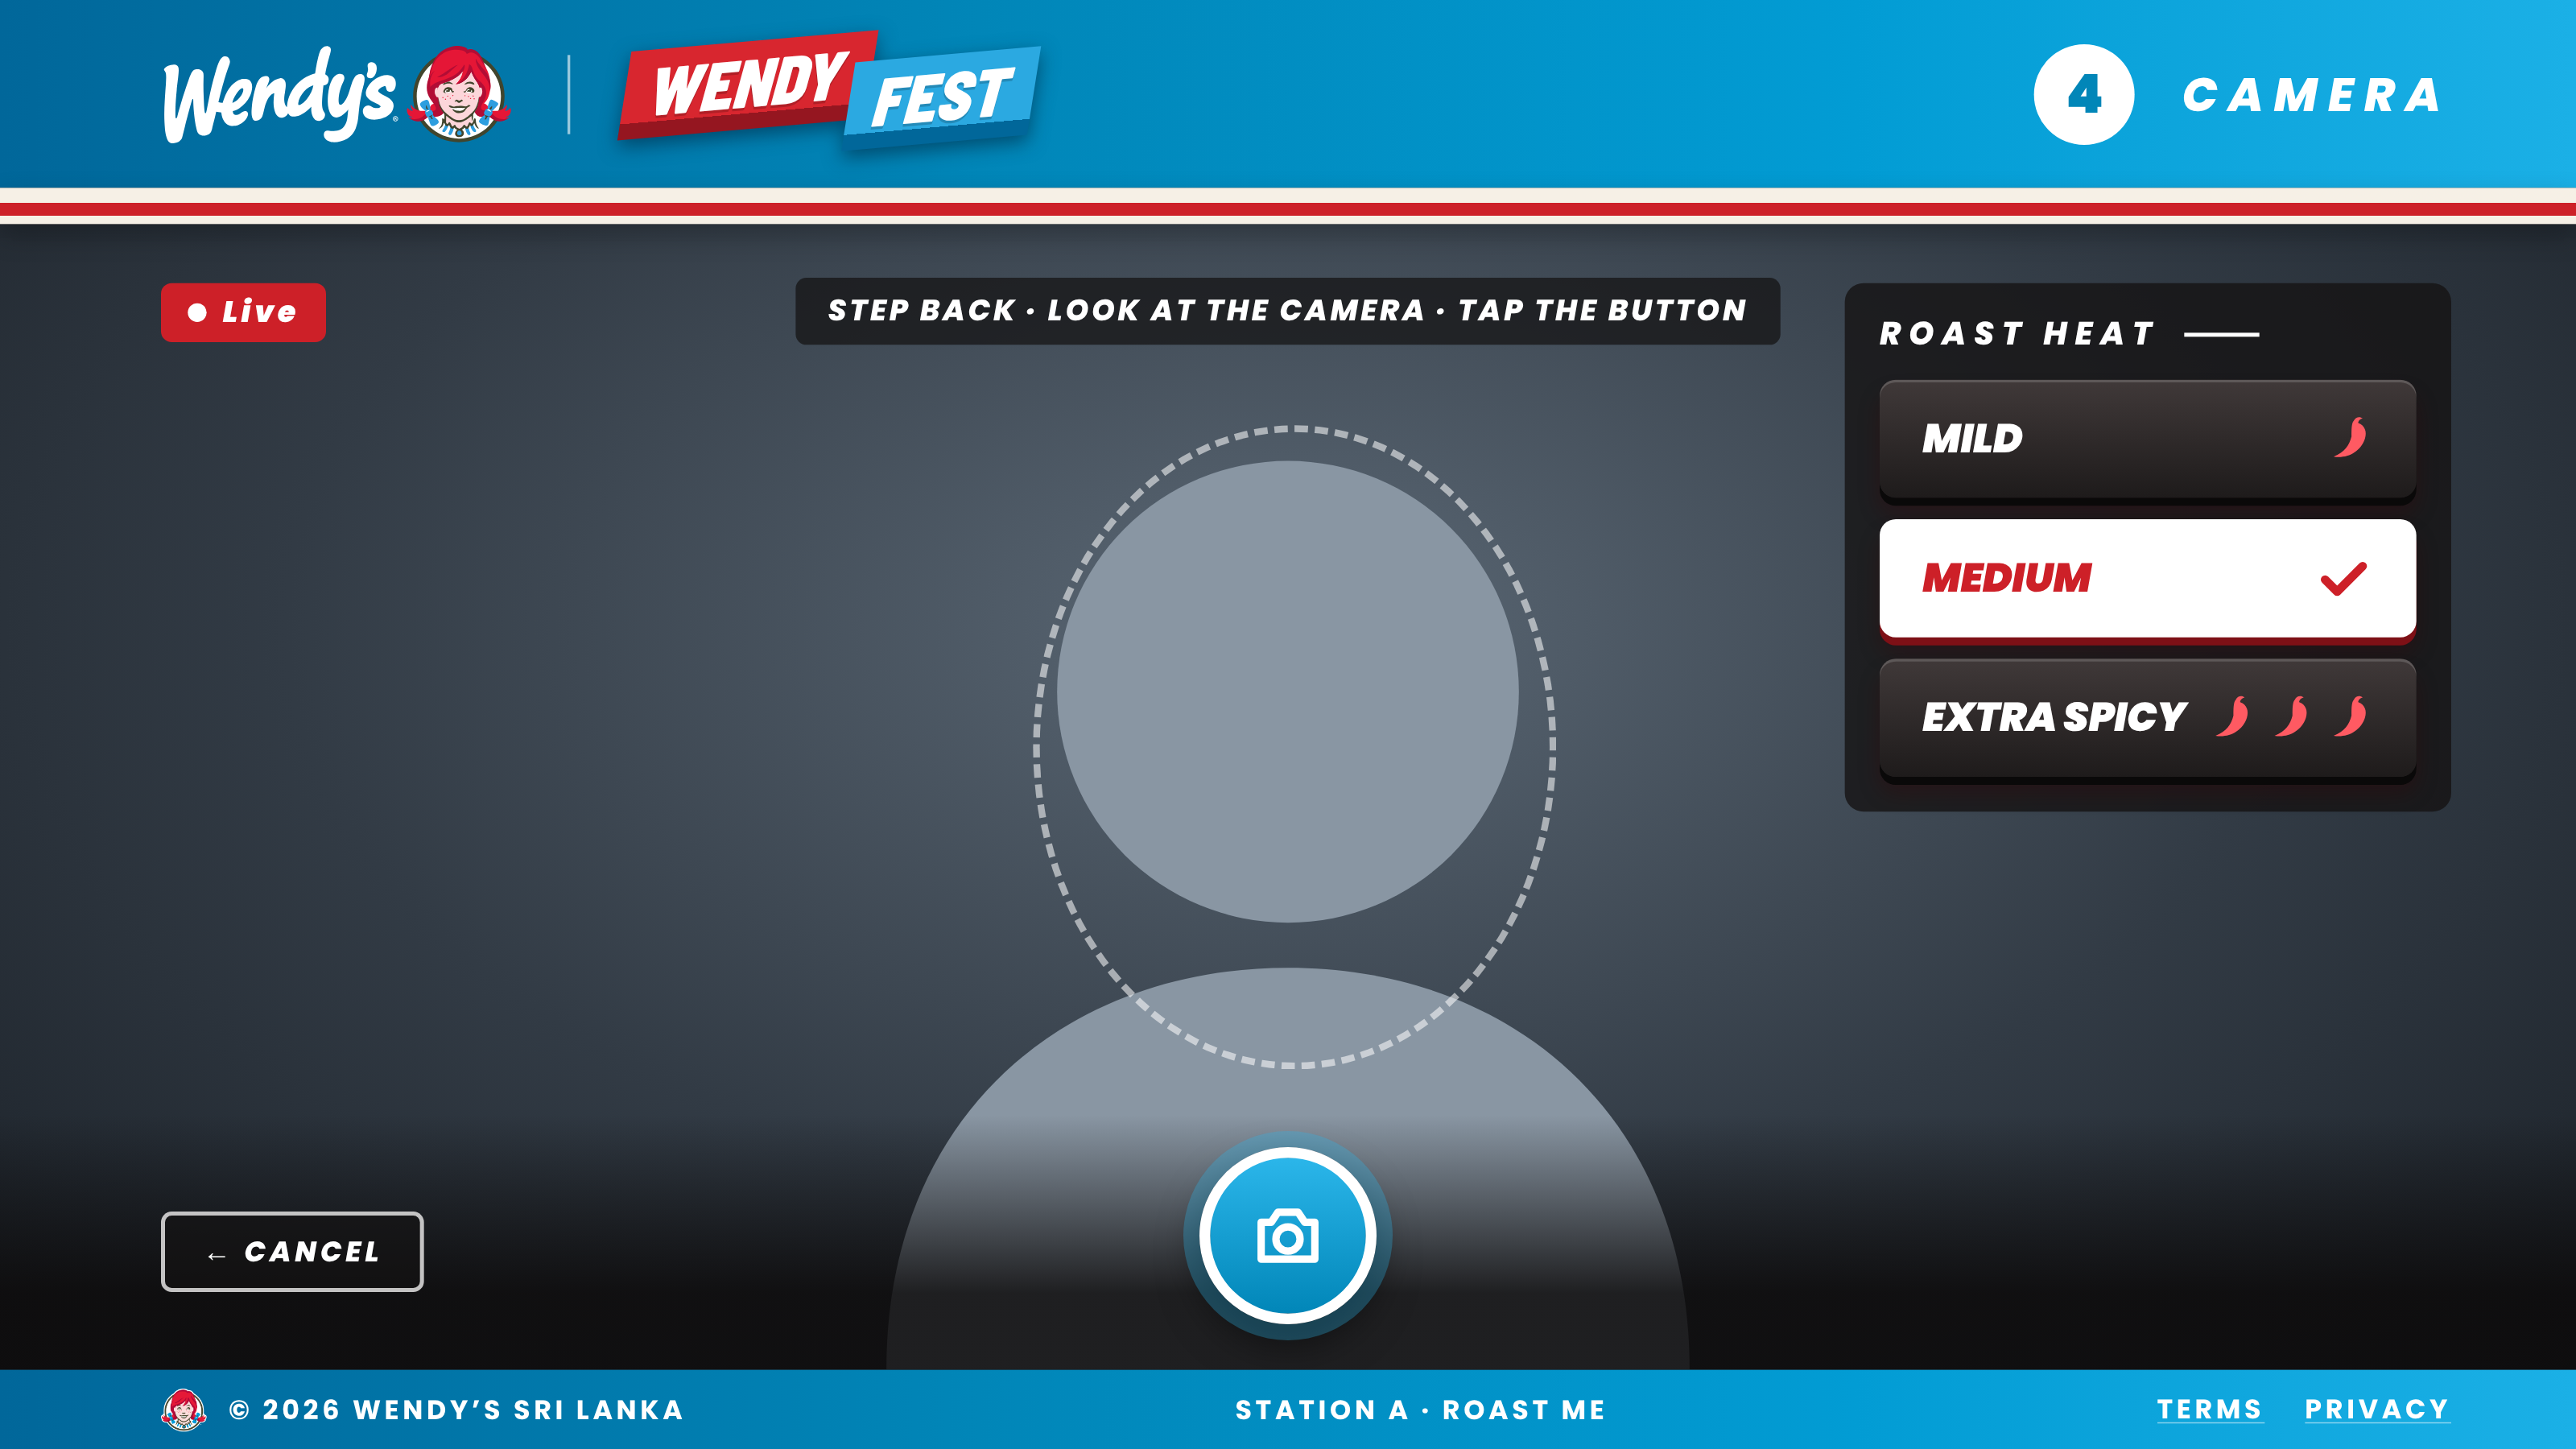 Wendy's
WENDY
FEST
4 CAMERA
Live
STEP BACK · LOOK AT THE CAMERA · TAP THE BUTTON
ROAST HEAT
MILD
MEDIUM
EXTRA SPICY
← CANCEL
© 2026 WENDY’S SRI LANKA
STATION A · ROAST ME
TERMS PRIVACY